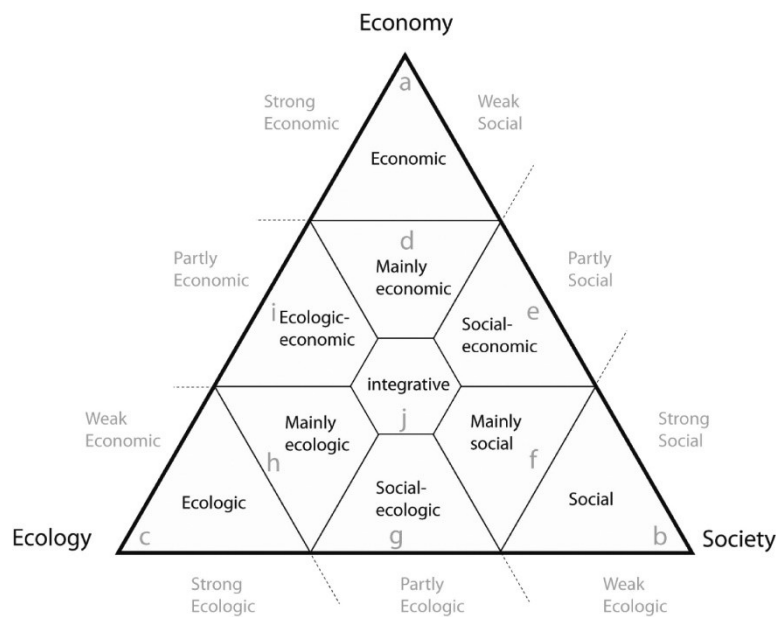 Economy
a
Strong
Economic
Weak
Social
Economic
d
Mainly
economic
Partly
Economic
Partly
Social
i
Ecologic-
economic
e
Social-
economic
integrative
j
Weak
Economic
Mainly
ecologic
h
Mainly
social
f
Strong
Social
Ecologic
Social-
ecologic
Social
Ecology
c
g
b
Society
Strong
Ecologic
Partly
Ecologic
Weak
Ecologic